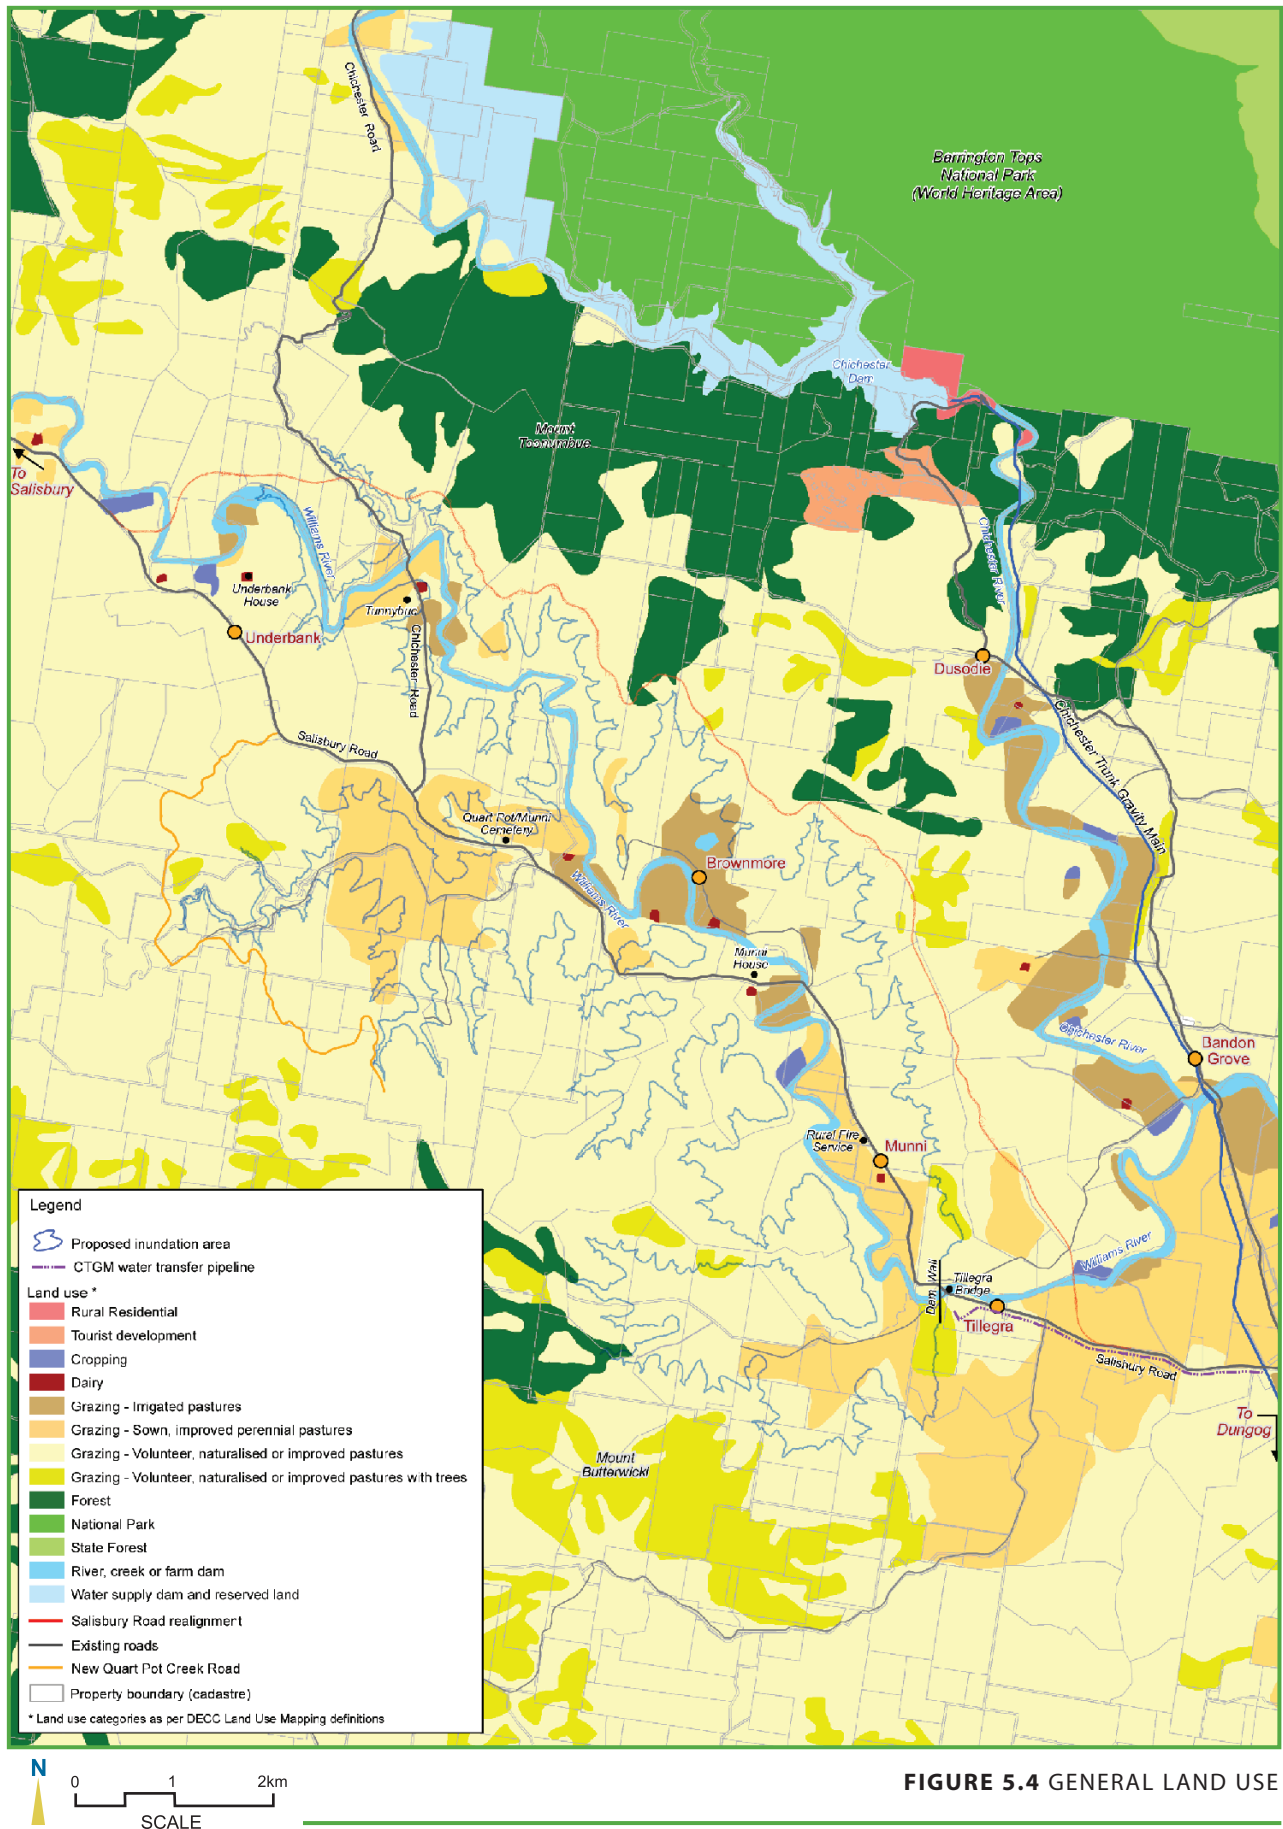 Chichester Road
Barrington Tops
National Park
(World Heritage Area)
Chichester
Dam
Mount
Toonumbue
To
Salisbury
Williams River
Chichester River
Underbank
House
Tunnybuc
Underbank
Chichester Road
Dusodie
Salisbury Road
Chichester Trunk Gravity Main
Quart Pot/Munni
Cemetery
Brownmore
Williams River
Munni
House
Chichester River
Bandon
Grove
Rural Fire
Service
Munni
Williams River
Dam Wall
Tillegra
Bridge
Tillegra
Salisbury Road
To
Dungog
Mount
Butterwicki
Legend
Proposed inundation area
CTGM water transfer pipeline
Land use *
Rural Residential
Tourist development
Cropping
Dairy
Grazing - Irrigated pastures
Grazing - Sown, improved perennial pastures
Grazing - Volunteer, naturalised or improved pastures
Grazing - Volunteer, naturalised or improved pastures with trees
Forest
National Park
State Forest
River, creek or farm dam
Water supply dam and reserved land
Salisbury Road realignment
Existing roads
New Quart Pot Creek Road
Property boundary (cadastre)
* Land use categories as per DECC Land Use Mapping definitions
N
0 1 2km
SCALE
FIGURE 5.4 GENERAL LAND USE